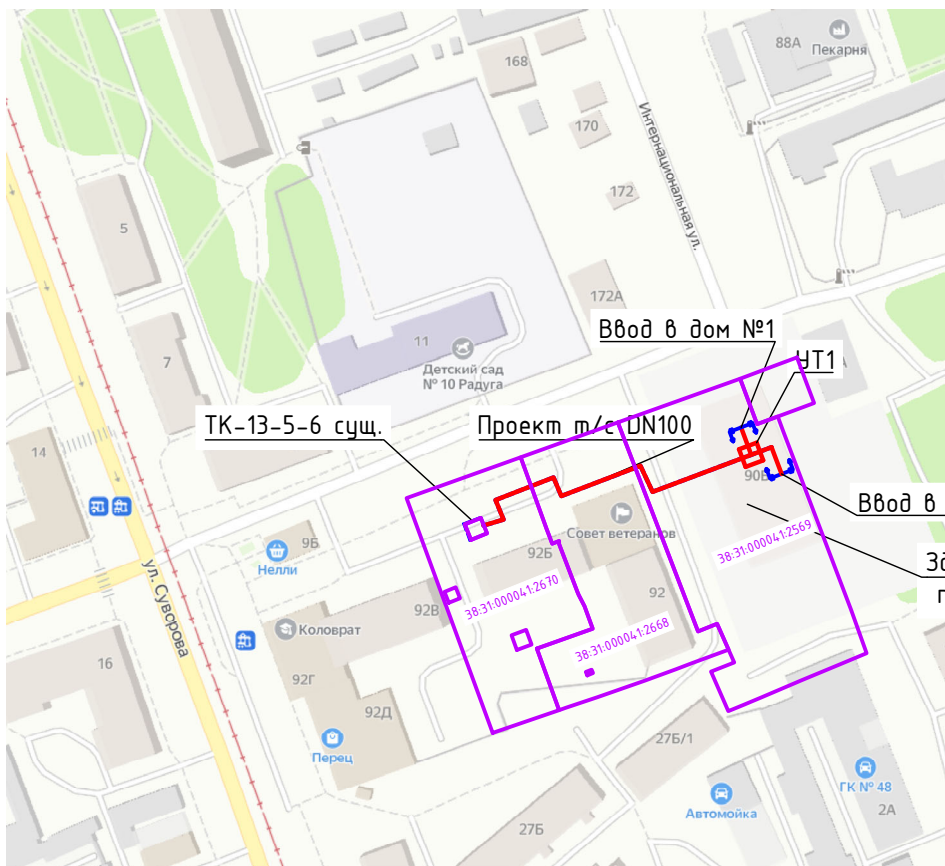 88А
Пекарня
168
170
Интернациональная ул.
172
5
172А
Ввод в дом №1
11
УТ1
Детский сад
№ 10 Радуга
7
ТК-13-5-6 сущ.
Проект т/с DN100
14
90Б
Ввод в
Совет ветеранов
9Б
92Б
38:31:000041:2569
Нелли
Зд
ул. Суворова
38:31:000041:2670
92
92В
Коловрат
38:31:000041:2668
16
92Г
92Д
27Б/1
Перец
ГК № 48
Автомойка
2А
27Б